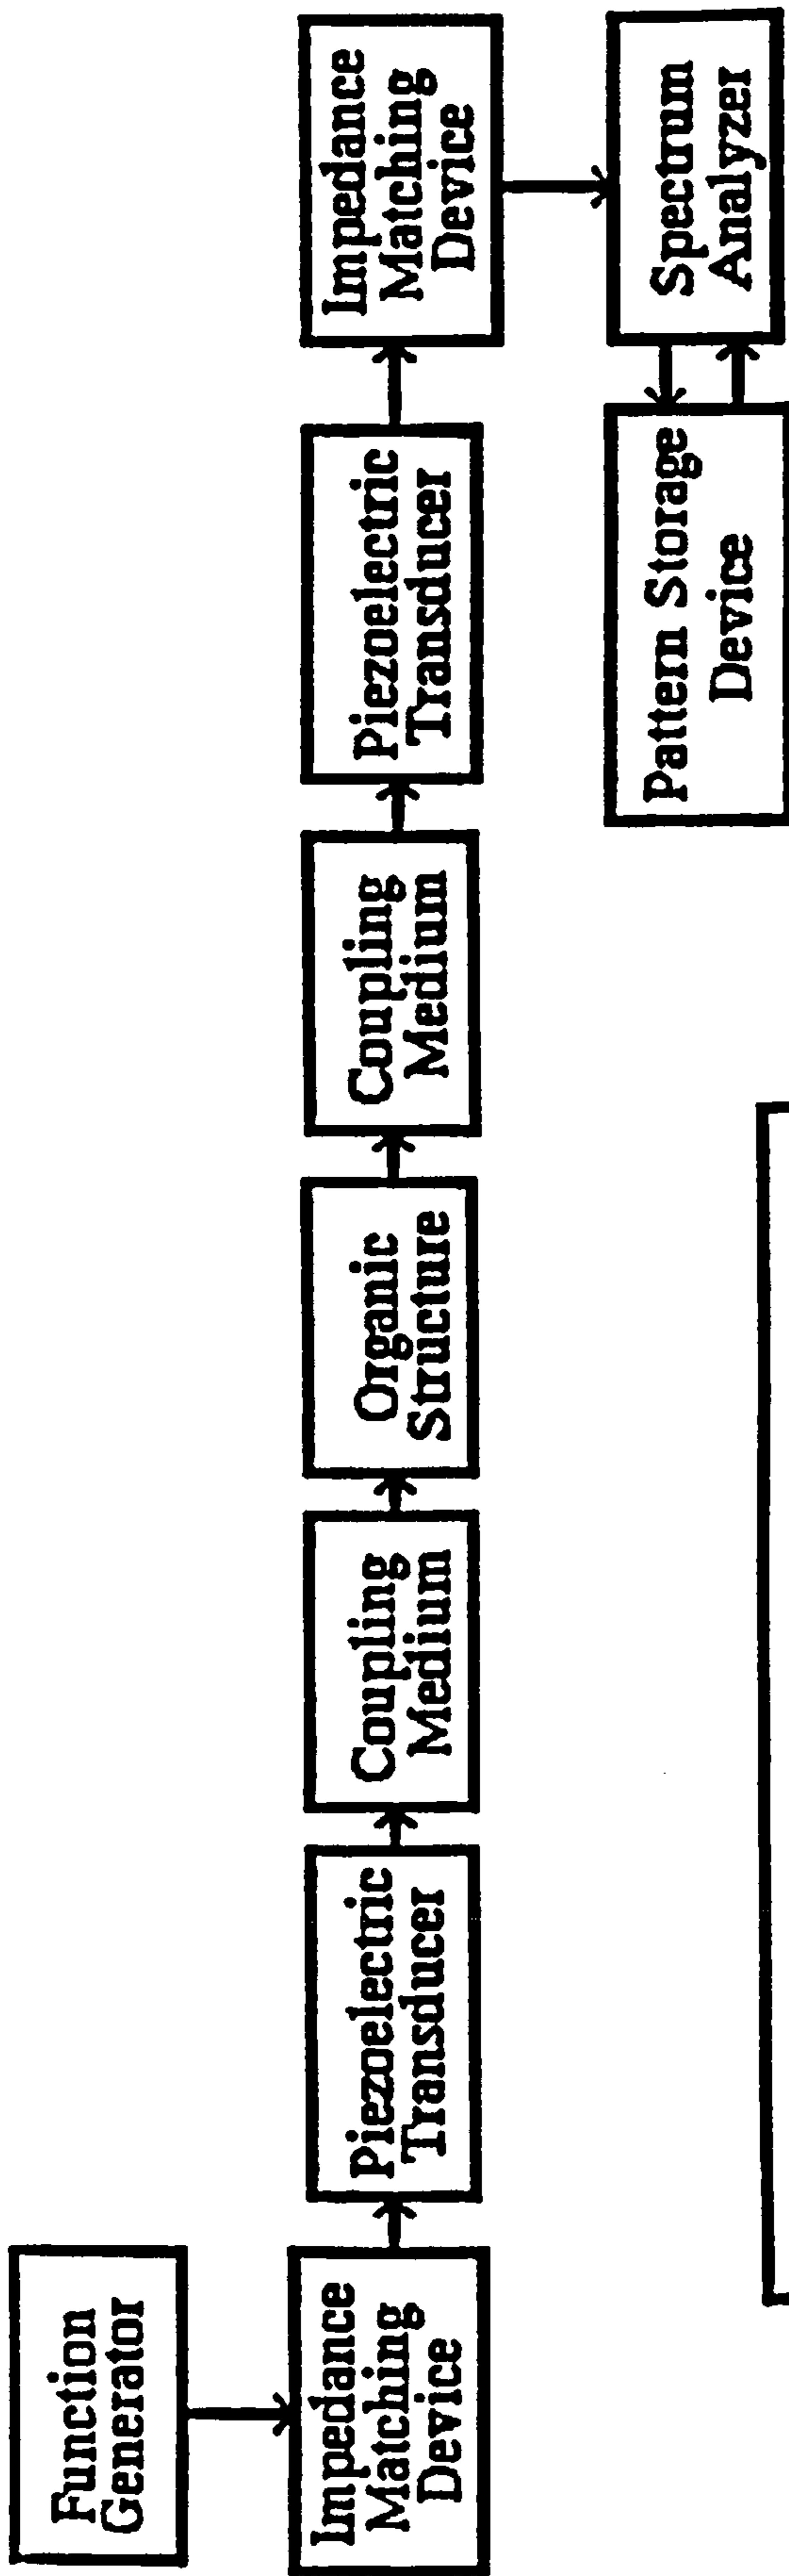 Function
Generator
Impedance
Matching
Device
Piezoelectric
Transducer
Coupling
Medium
Organic
Structure
Coupling
Medium
Piezoelectric
Transducer
Impedance
Matching
Device
Spectrum
Analyzer
Pattern Storage
Device